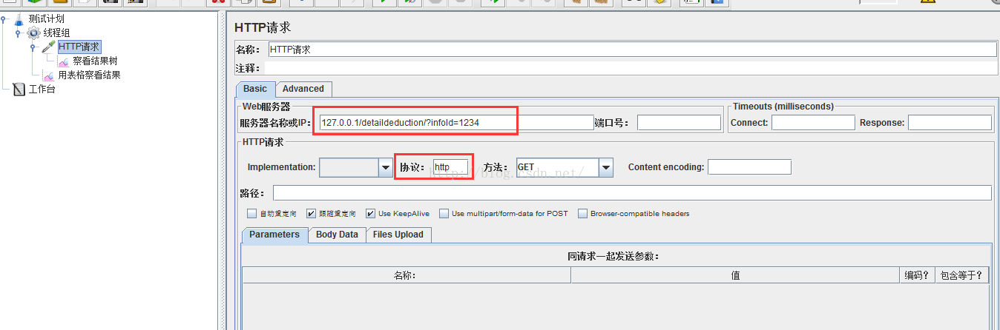 测试计划
线程组
HTTP请求
察看结果树
用表格察看结果
工作台
HTTP请求
名称: HTTP请求
注释:
Basic Advanced
Web服务器 Timeouts (milliseconds)
服务器名称或IP: 127.0.0.1/detaildeduction/?infoId=1234 端口号: Connect: Response:
HTTP请求
Implementation: 协议: http 方法: GET Content encoding:
http://blog.csdn.net/
路径:
自动重定向 跟随重定向 Use KeepAlive Use multipart/form-data for POST Browser-compatible headers
Parameters Body Data Files Upload
同请求一起发送参数:
名称: 值 编码? 包含等于?